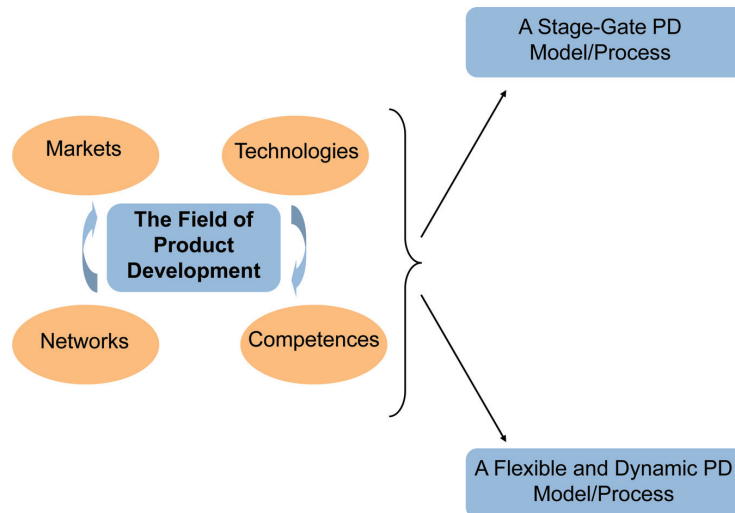 A Stage-Gate PD
Model/Process
Markets
Technologies
The Field of
Product
Development
Networks
Competences
A Flexible and Dynamic PD
Model/Process